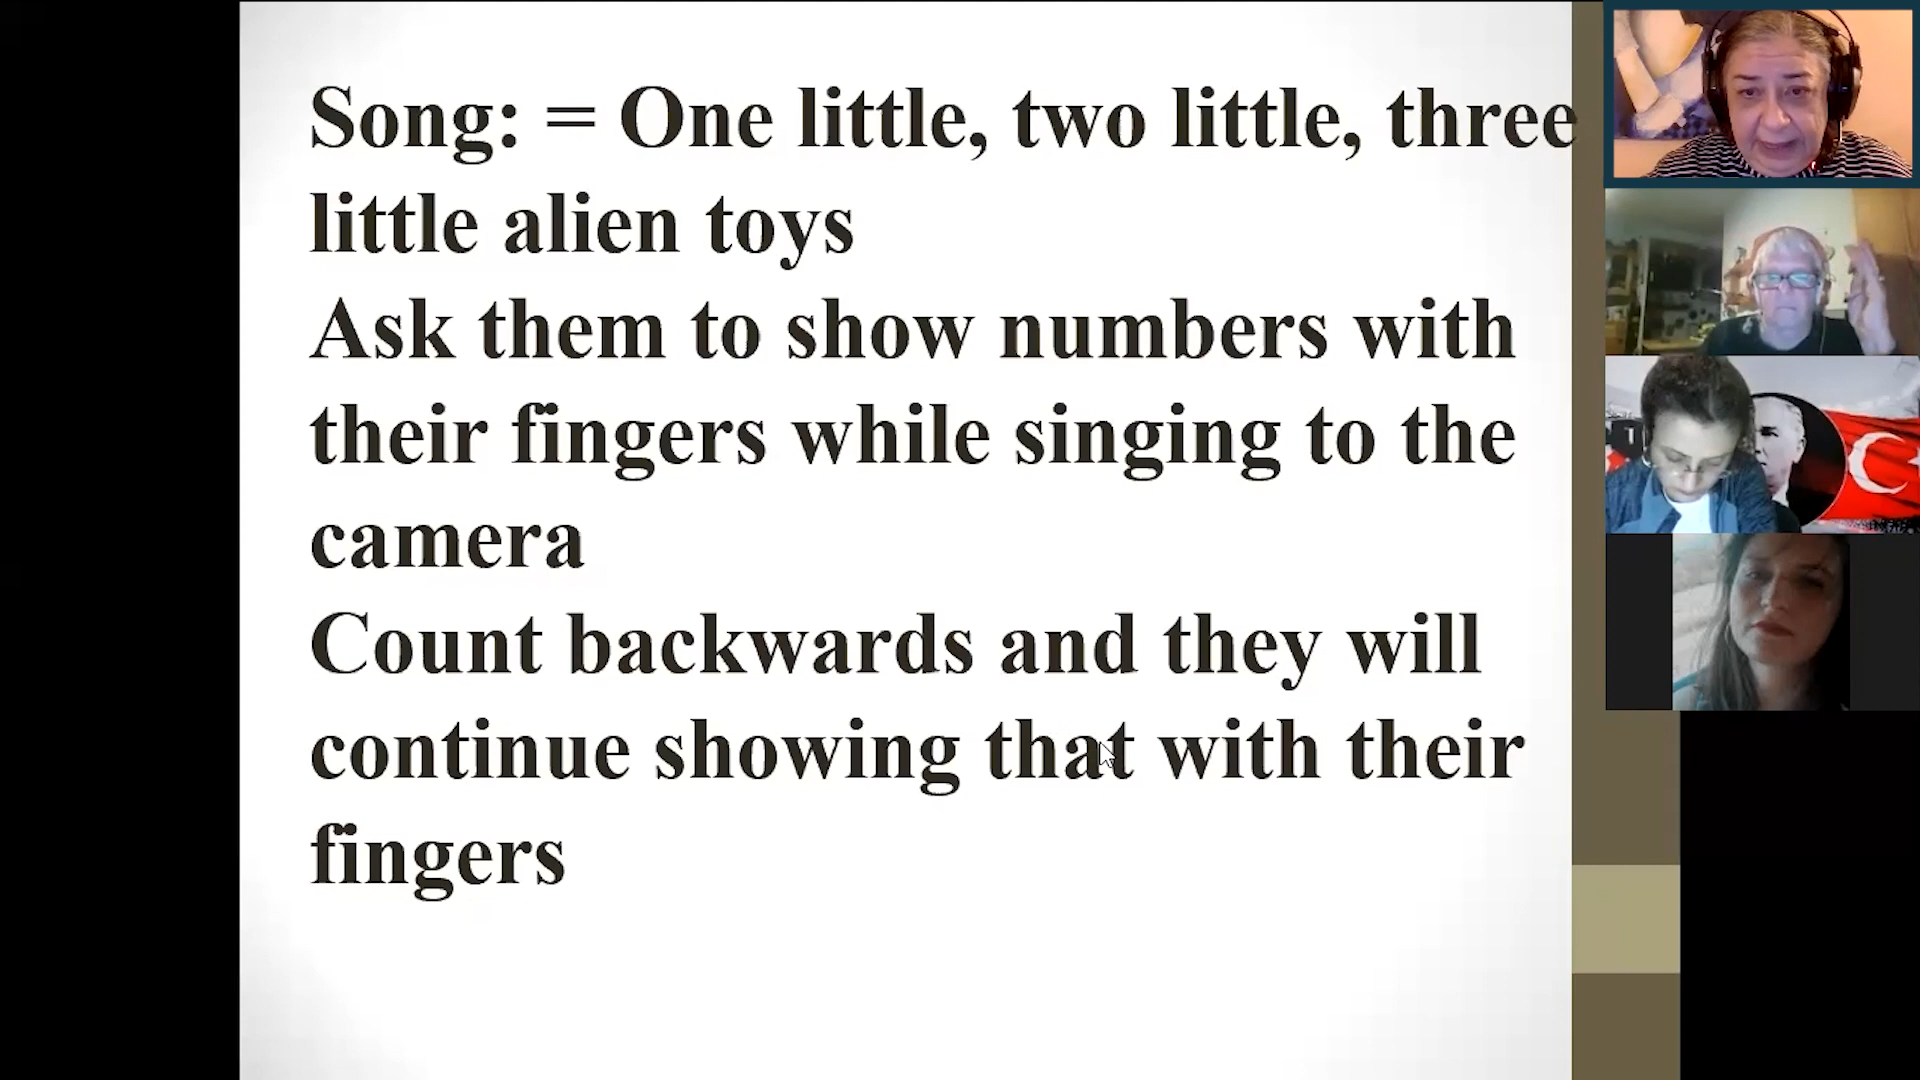 Song: = One little, two little, three
little alien toys
Ask them to show numbers with
their fingers while singing to the
camera
Count backwards and they will
continue showing that with their
fingers